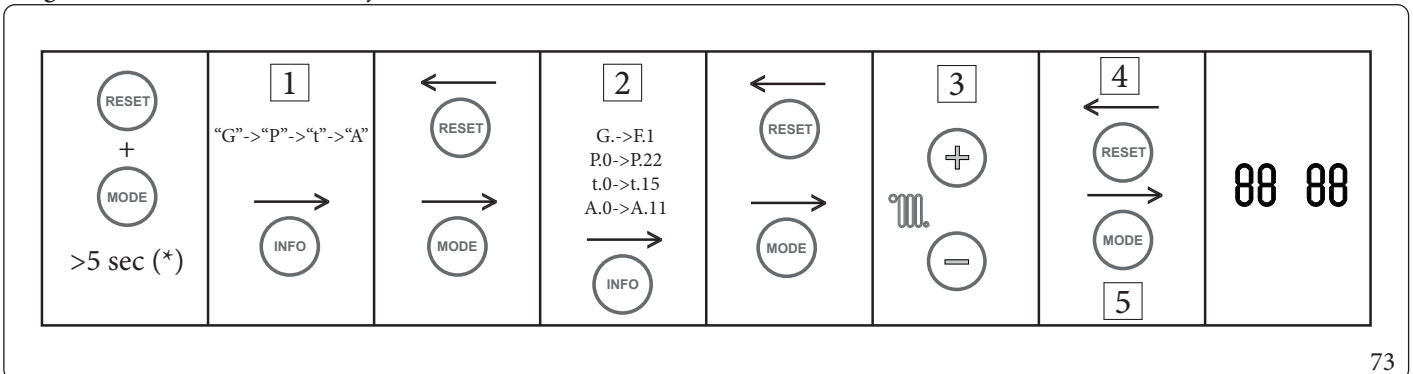 RESET
+
MODE
>5 sec (*)
1
“G”->“P”->“t”->“A”
INFO
RESET
MODE
2
G.->F.1
P.0->P.22
t.0->t.15
A.0->A.11
INFO
RESET
MODE
3
+
−
4
RESET
MODE
5
88 88
73